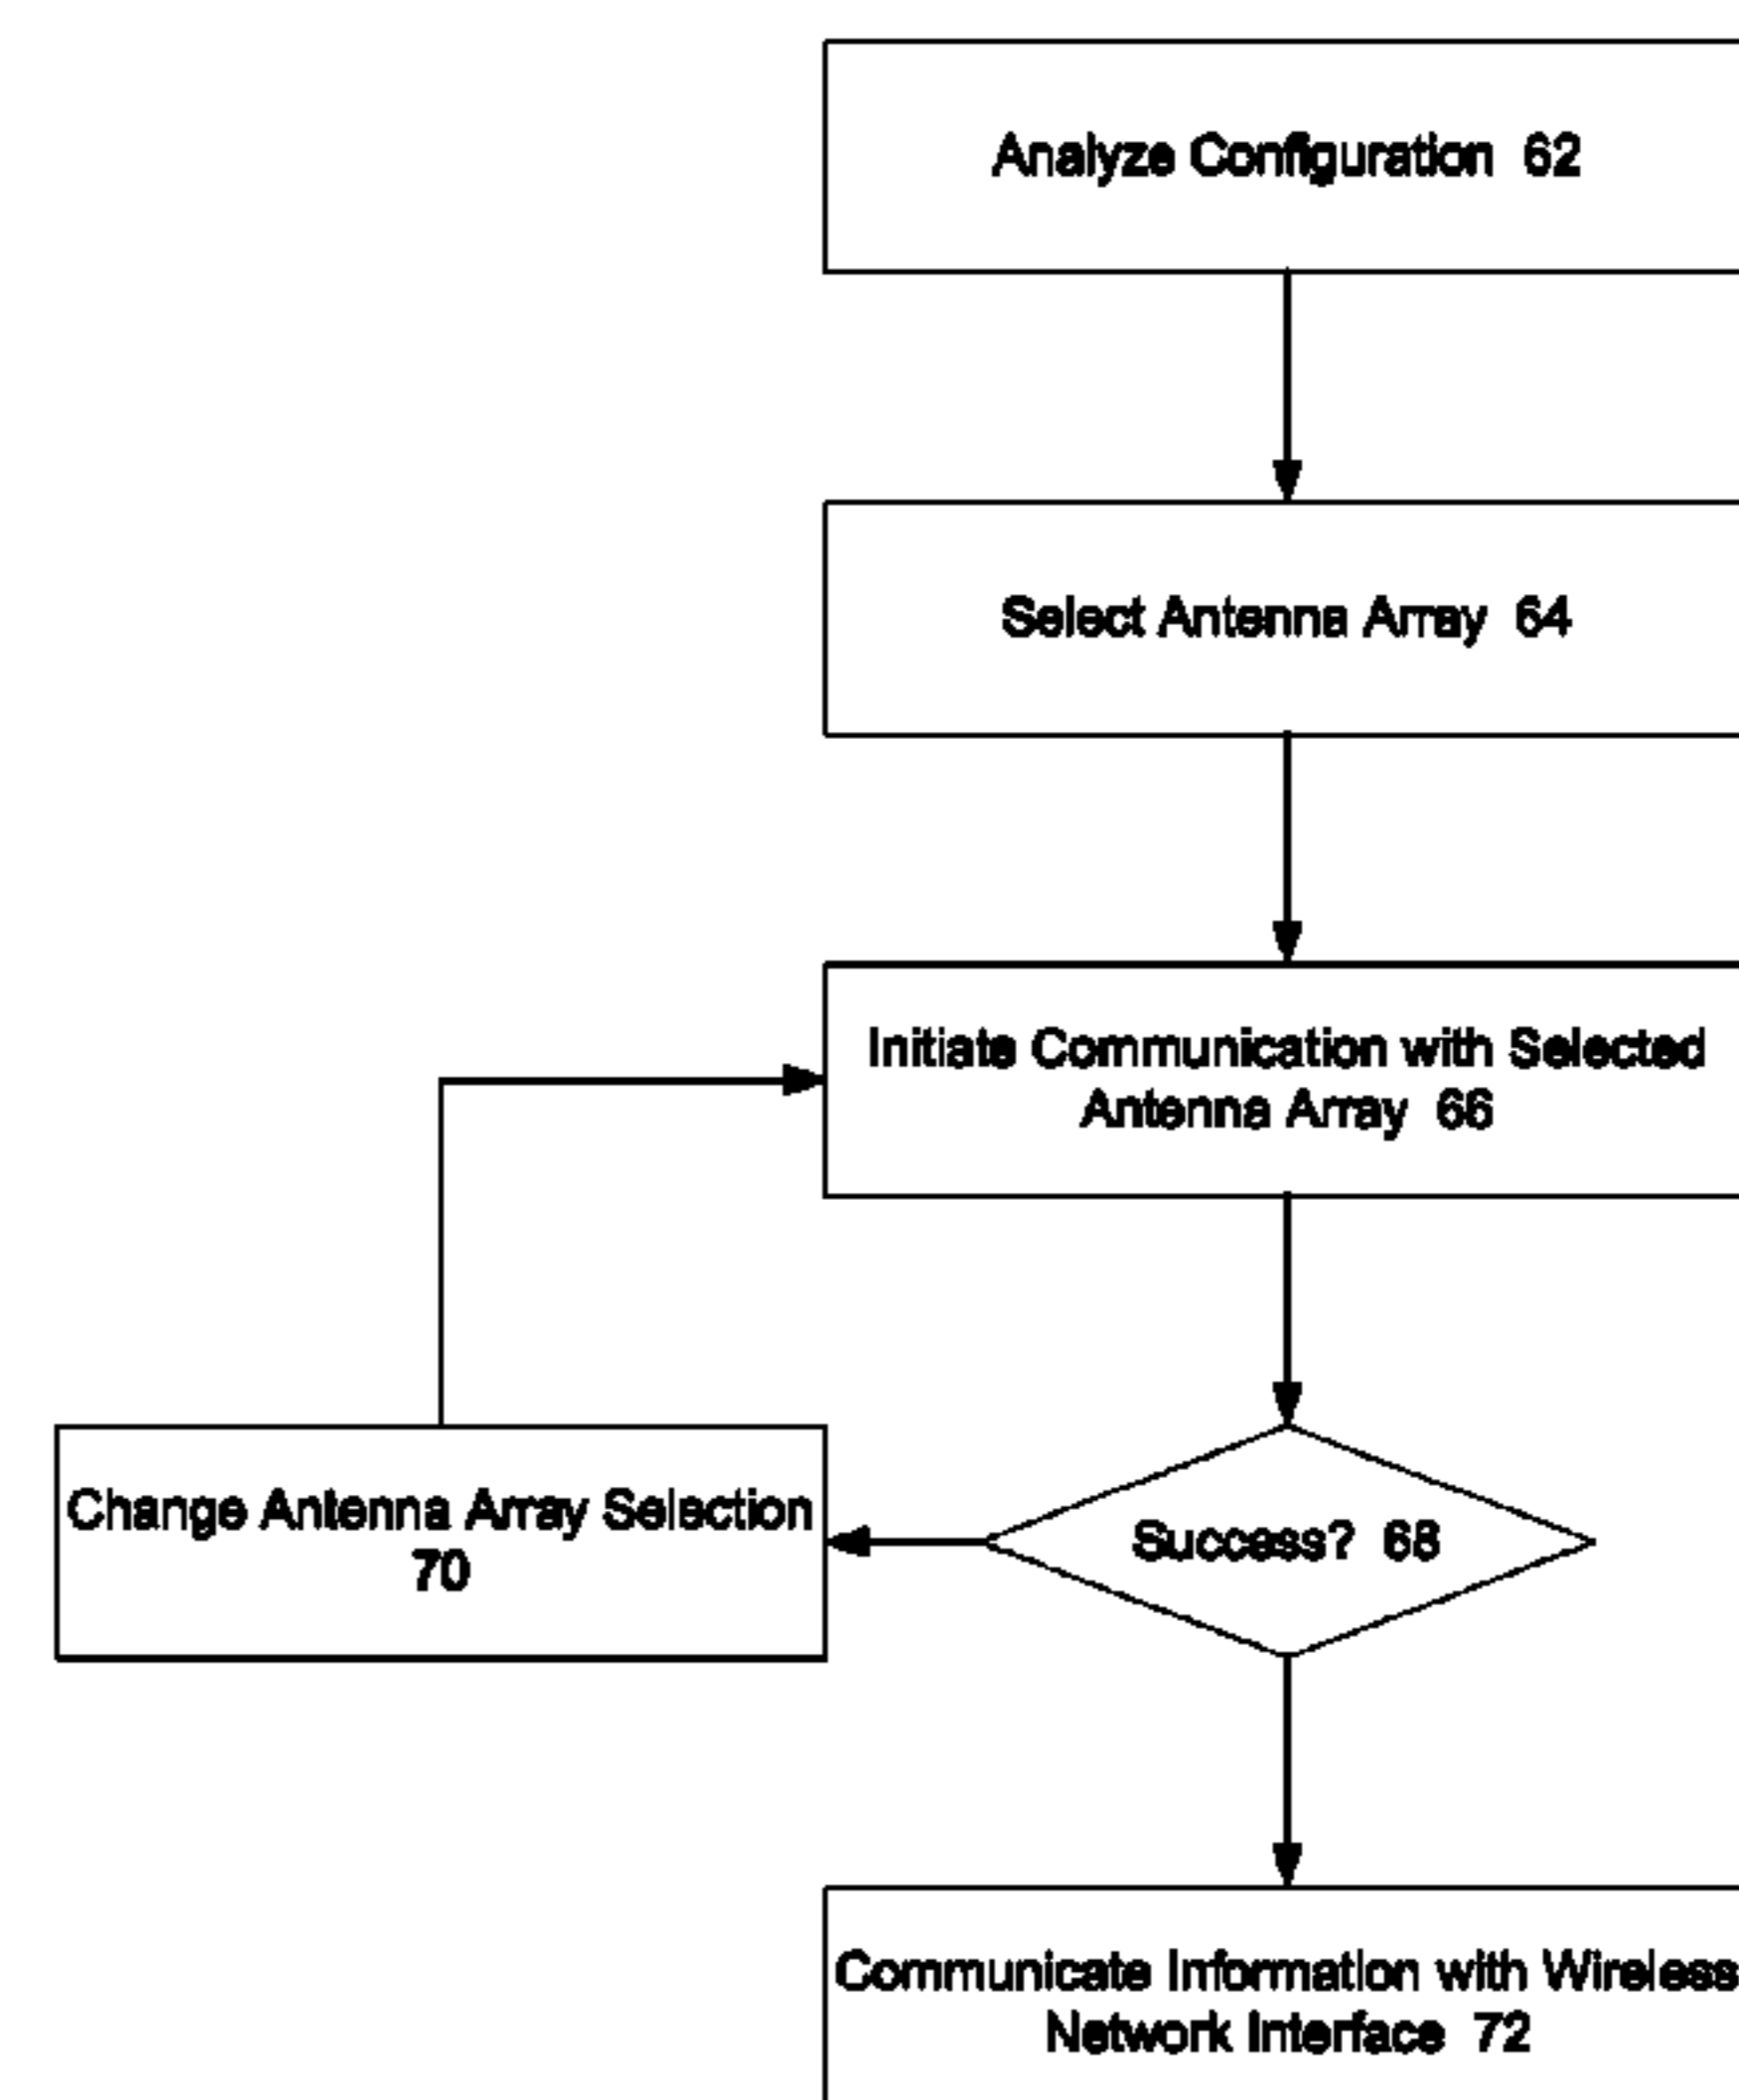 Analyze Configuration 62
Select Antenna Array 64
Initiate Communication with Selected
Antenna Array 66
Change Antenna Array Selection
70
Success? 68
Communicate Information with Wireless
Network Interface 72